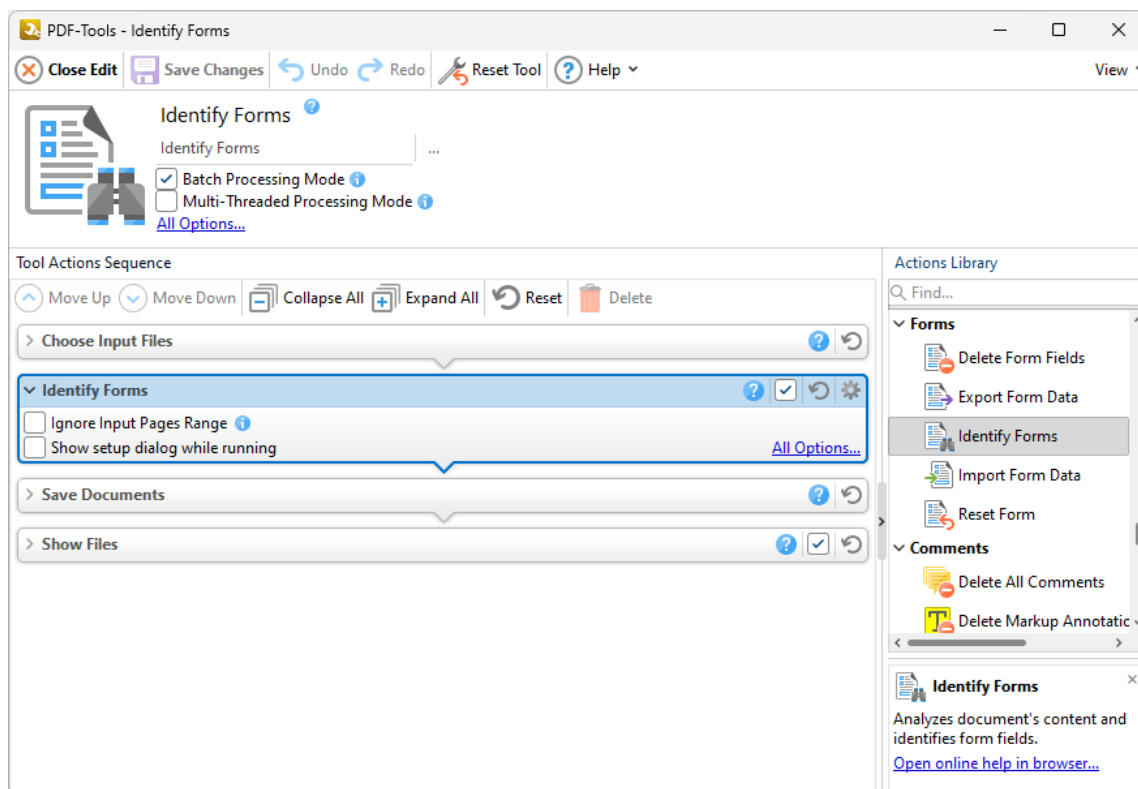 PDF-Tools - Identify Forms
Close Edit Save Changes Undo Redo Reset Tool ? Help View
Identify Forms ?
Identify Forms ...
Batch Processing Mode i
Multi-Threaded Processing Mode i
All Options...
Tool Actions Sequence
Move Up Move Down Collapse All Expand All Reset Delete
Choose Input Files ?
Identify Forms ?
Ignore Input Pages Range i
Show setup dialog while running All Options...
Save Documents ?
Show Files ?
Actions Library
Find...
Forms
Delete Form Fields
Export Form Data
Identify Forms
Import Form Data
Reset Form
Comments
Delete All Comments
T Delete Markup Annotatic
Identify Forms
Analyzes document's content and
identifies form fields.
Open online help in browser...